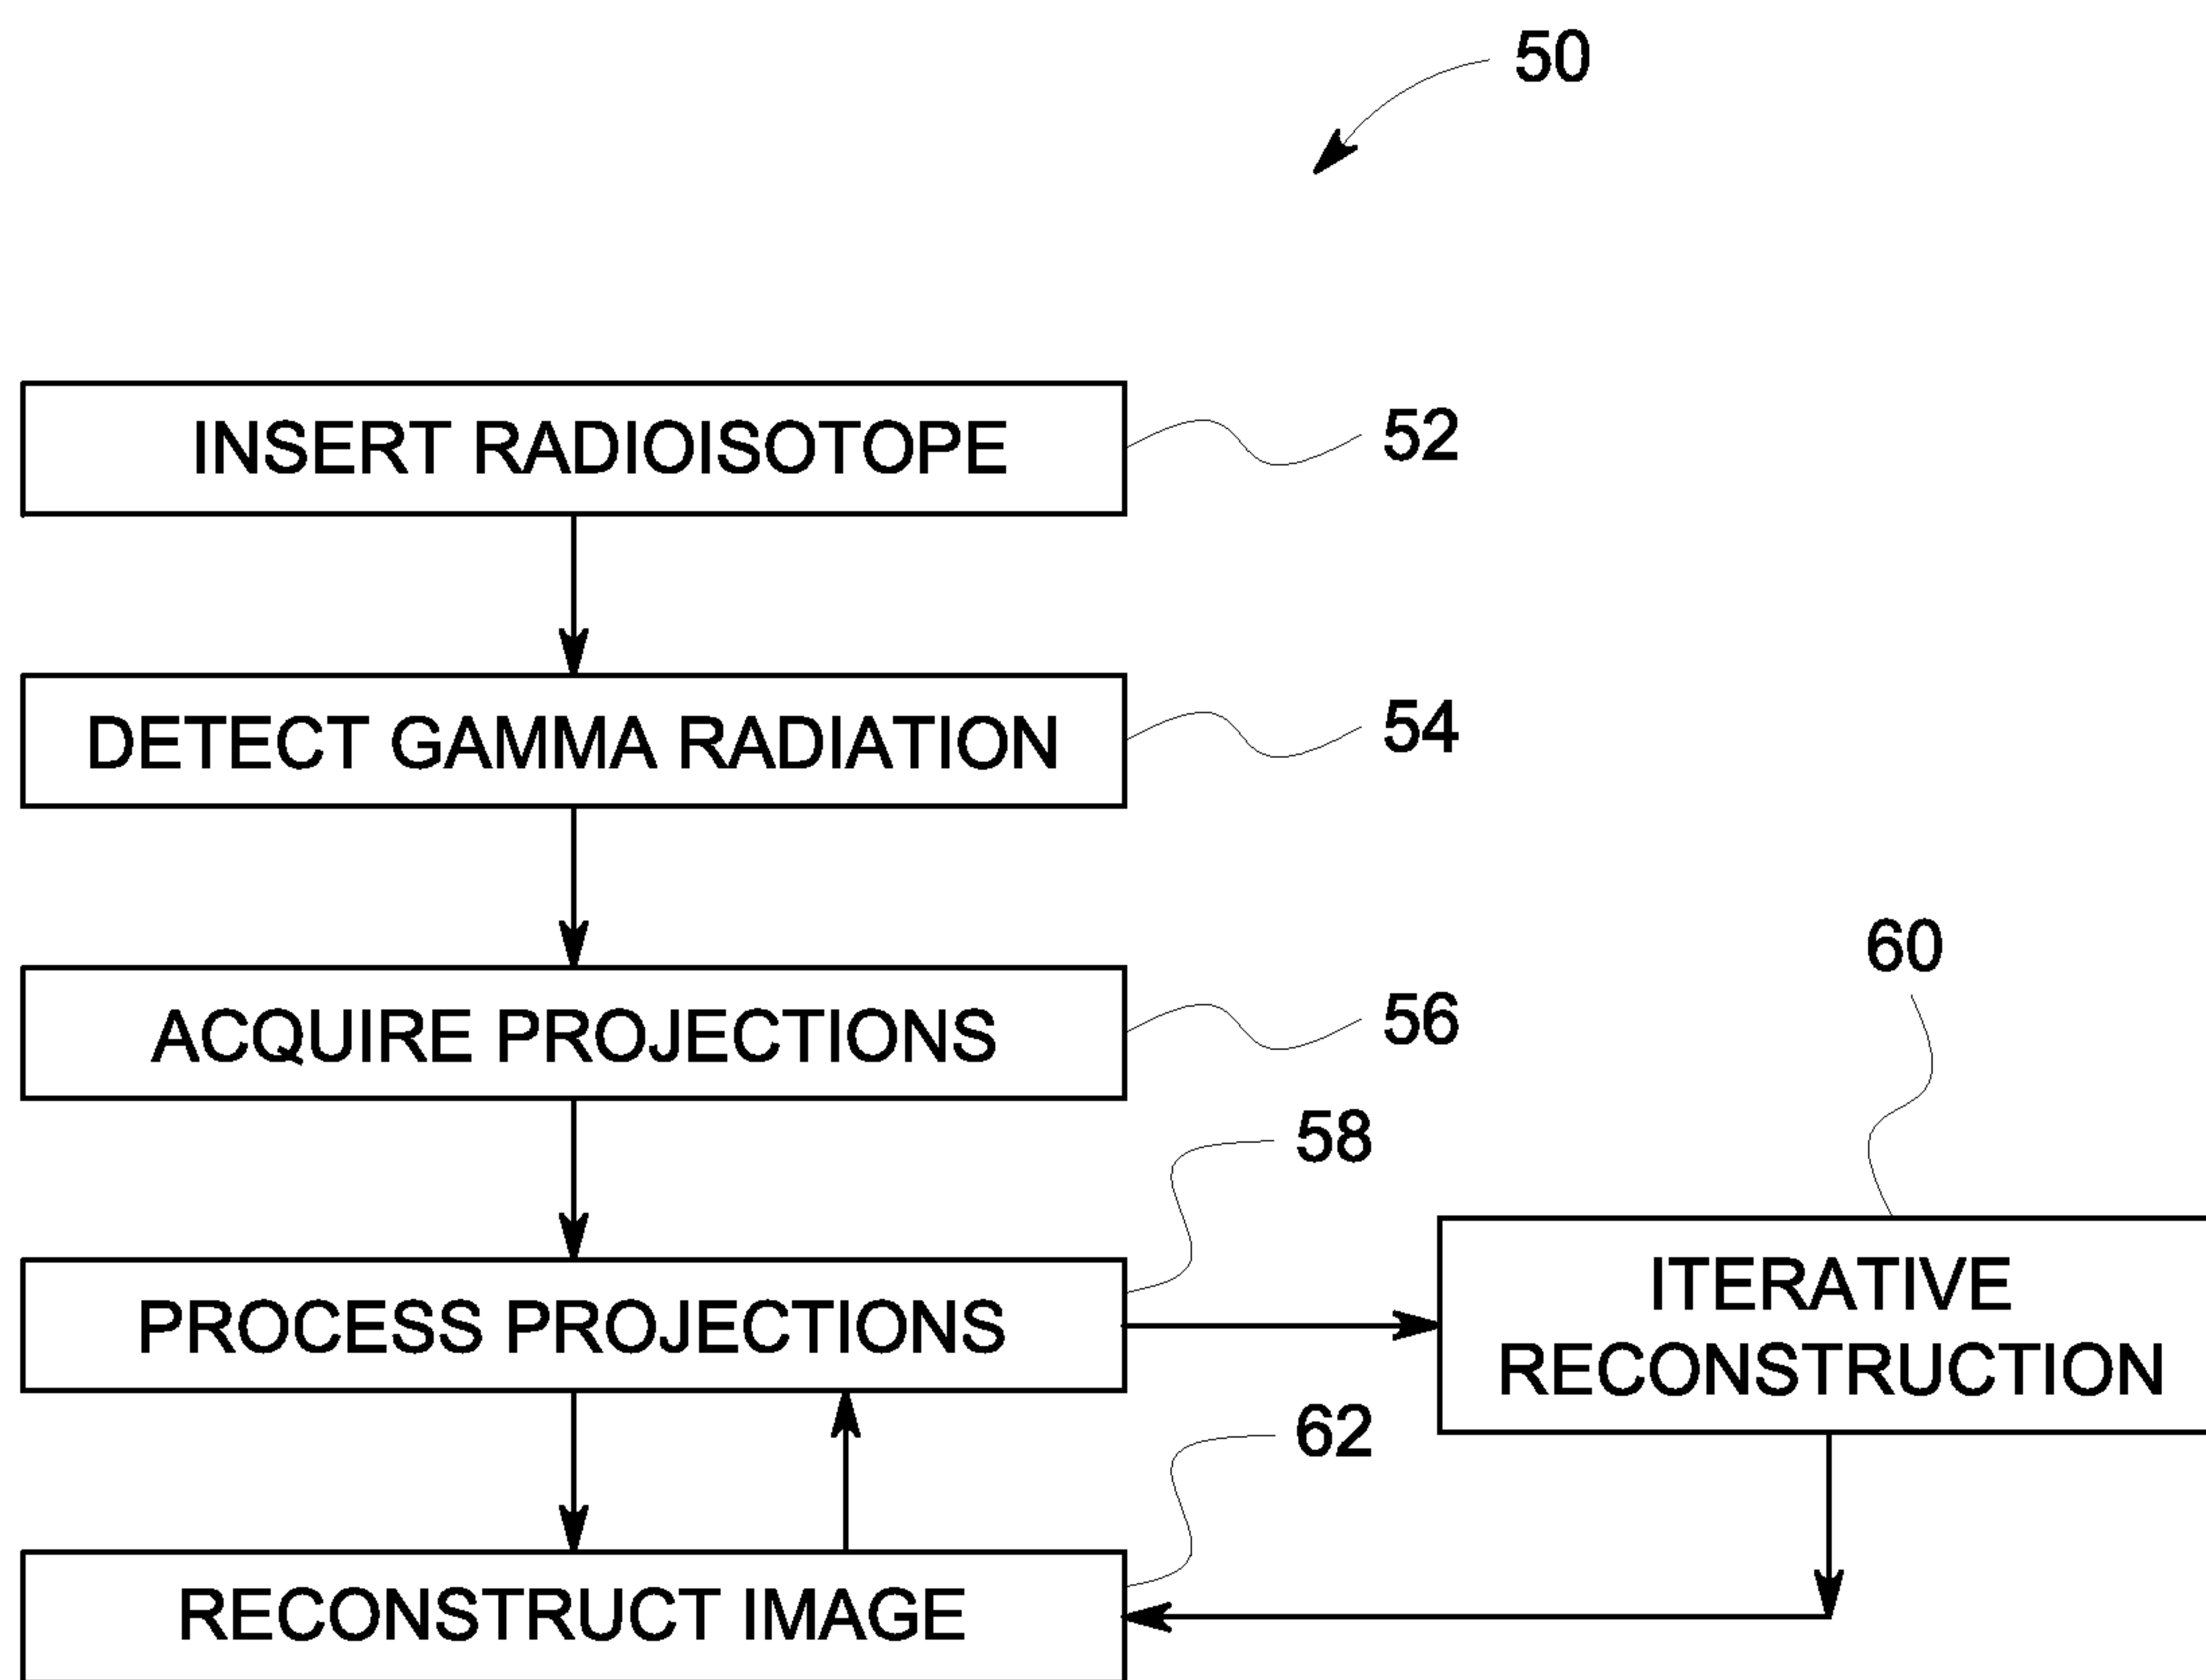 50
INSERT RADIOISOTOPE
52
DETECT GAMMA RADIATION
54
ACQUIRE PROJECTIONS
56
60
58
PROCESS PROJECTIONS
ITERATIVE
RECONSTRUCTION
62
RECONSTRUCT IMAGE